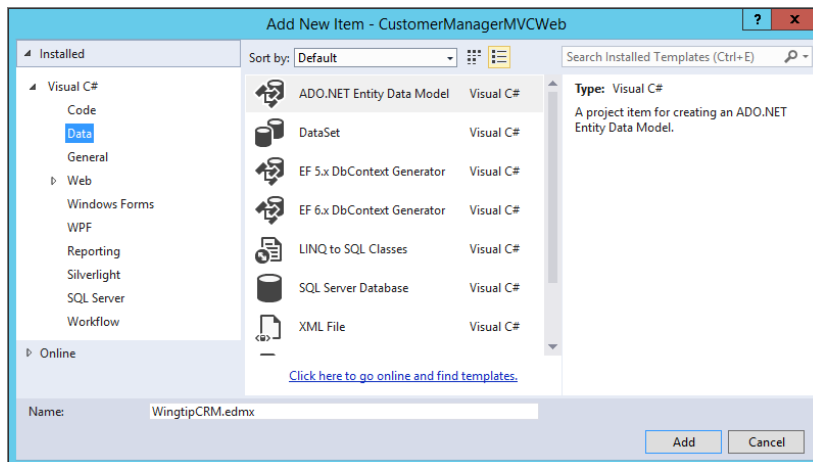 Add New Item - CustomerManagerMVCWeb
?
x
Installed
Sort by: Default
Search Installed Templates (Ctrl+E)
Visual C#
Code
Data
General
Web
Windows Forms
WPF
Reporting
Silverlight
SQL Server
Workflow
Online
ADO.NET Entity Data Model Visual C#
DataSet Visual C#
EF 5.x DbContext Generator Visual C#
EF 6.x DbContext Generator Visual C#
LINQ to SQL Classes Visual C#
SQL Server Database Visual C#
XML File Visual C#
Click here to go online and find templates.
Type: Visual C#
A project item for creating an ADO.NET
Entity Data Model.
Name: WingtipCRM.edmx
Add Cancel